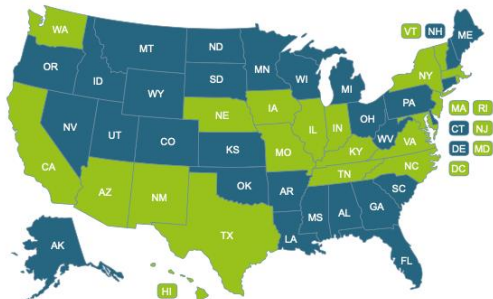 WA
VT NH
ME
MT
ND
OR
MN
ID
SD
WI
NY
MI
WY
MA RI
IA
PA
NE
CT NJ
OH
IL
IN
NV
DE MD
UT
CO
WV
VA
KS
MO
KY
CA
DC
NC
TN
OK
AZ
NM
AR
SC
MS
AL
GA
TX
LA
AK
FL
HI